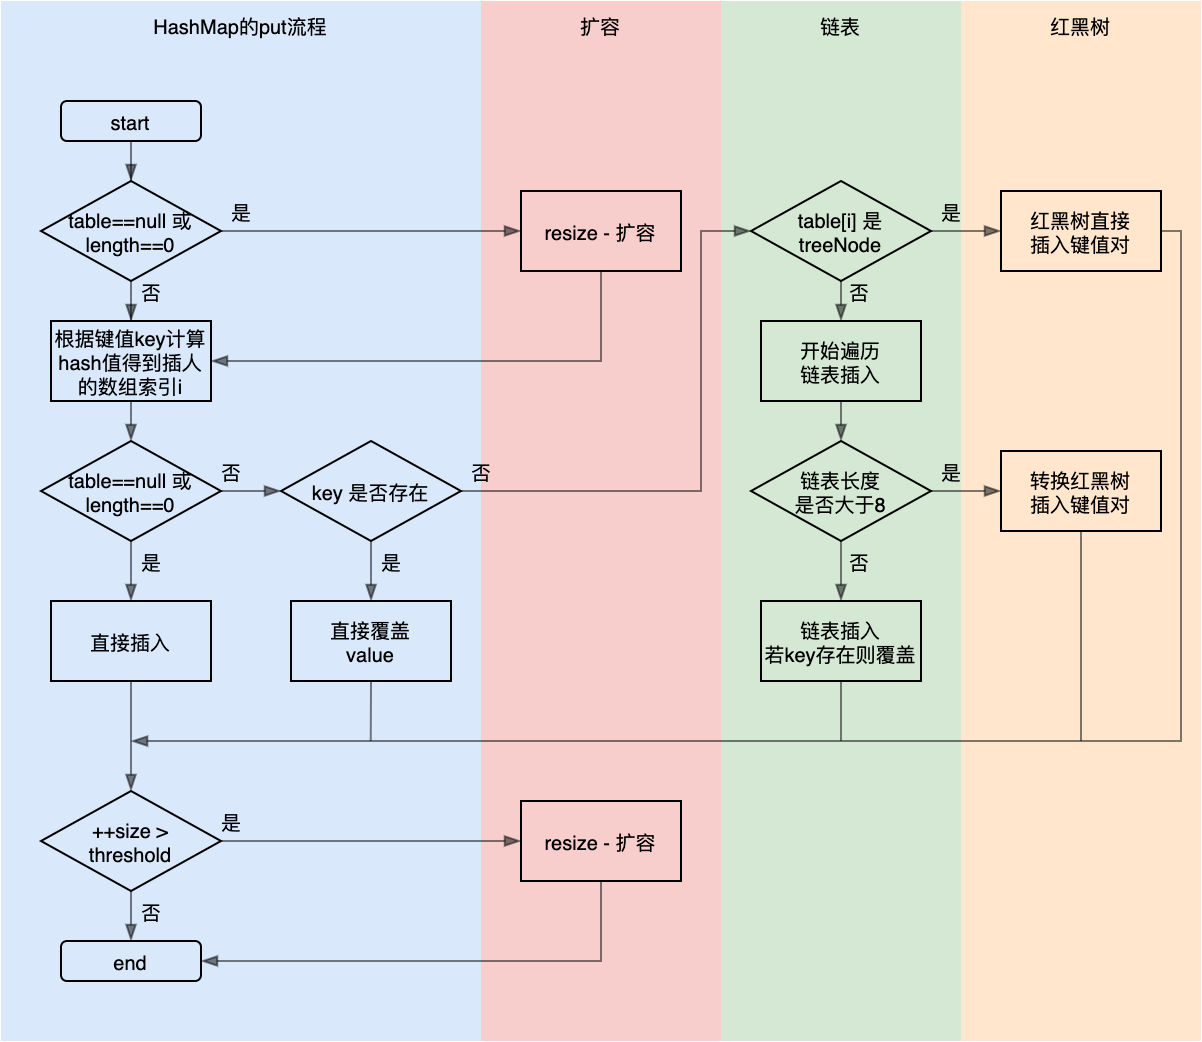 HashMap的put流程
扩容
链表
红黑树
start
table==null 或
length==0
是
否
resize - 扩容
table[i] 是
treeNode
是
否
红黑树直接
插入键值对
根据键值key计算
hash值得到插人
的数组索引i
开始遍历
链表插入
table==null 或
length==0
否
是
key 是否存在
否
是
链表长度
是否大于8
是
否
转换红黑树
插入键值对
直接插入
直接覆盖
value
链表插入
若key存在则覆盖
++size >
threshold
是
否
resize - 扩容
end